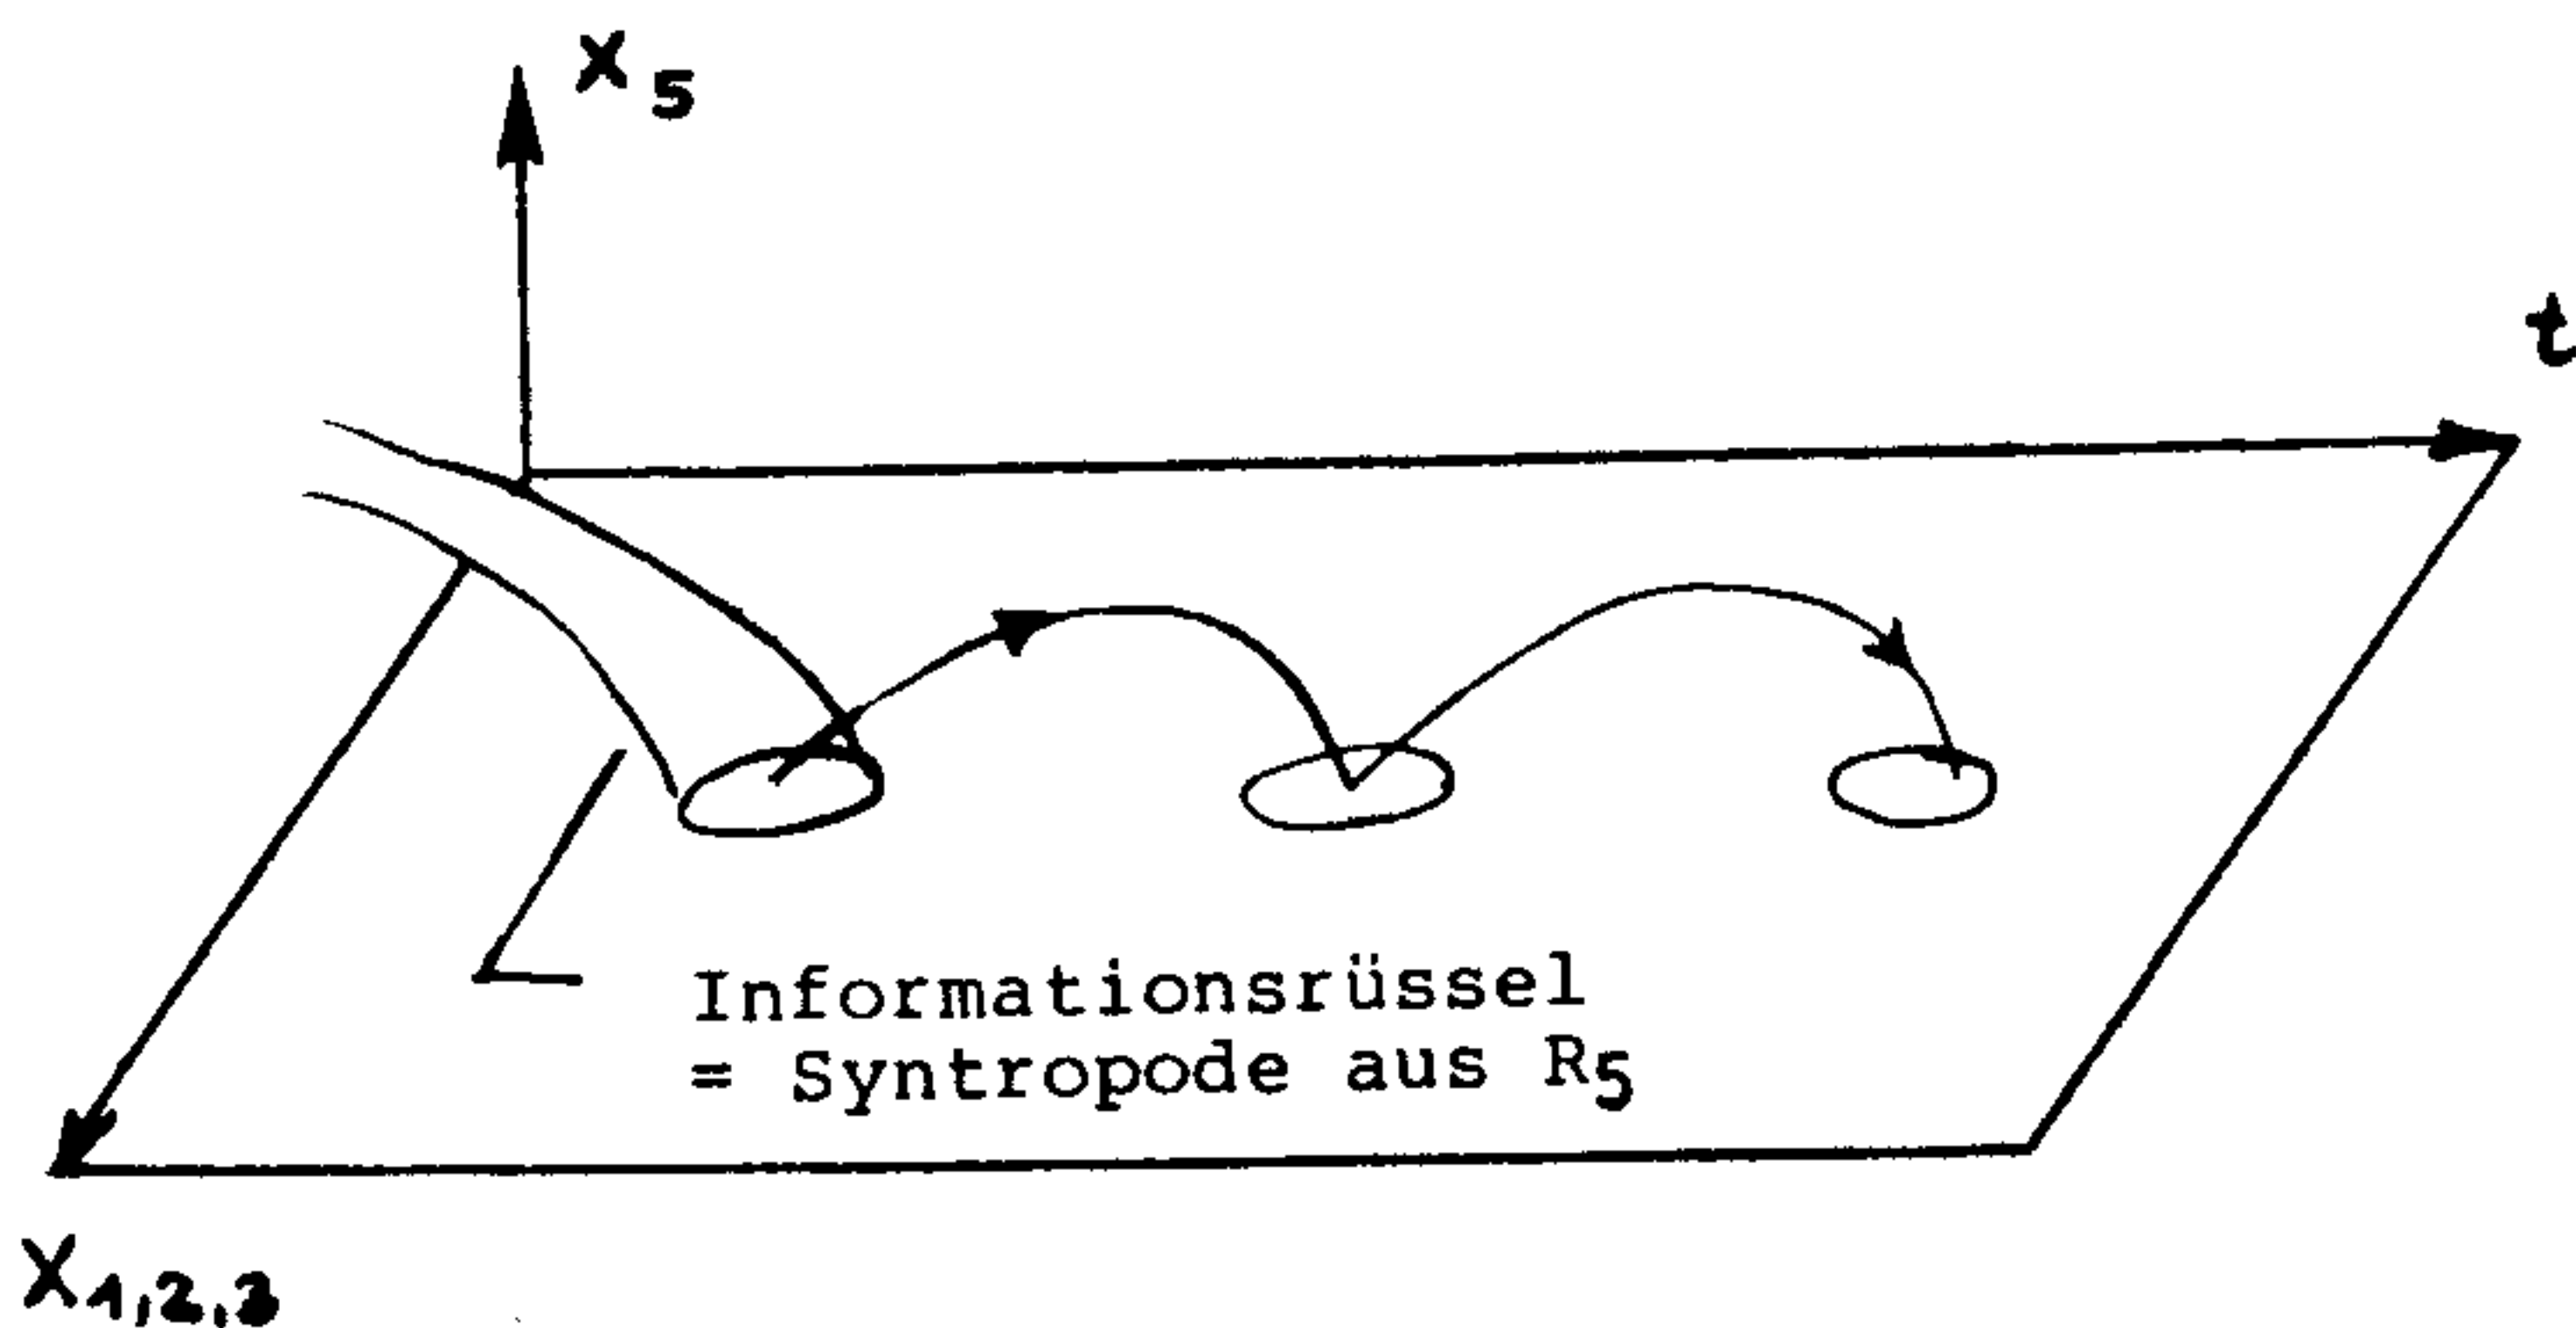 X5
t
Informationsrüssel
= Syntropode aus R5
X1,2,3